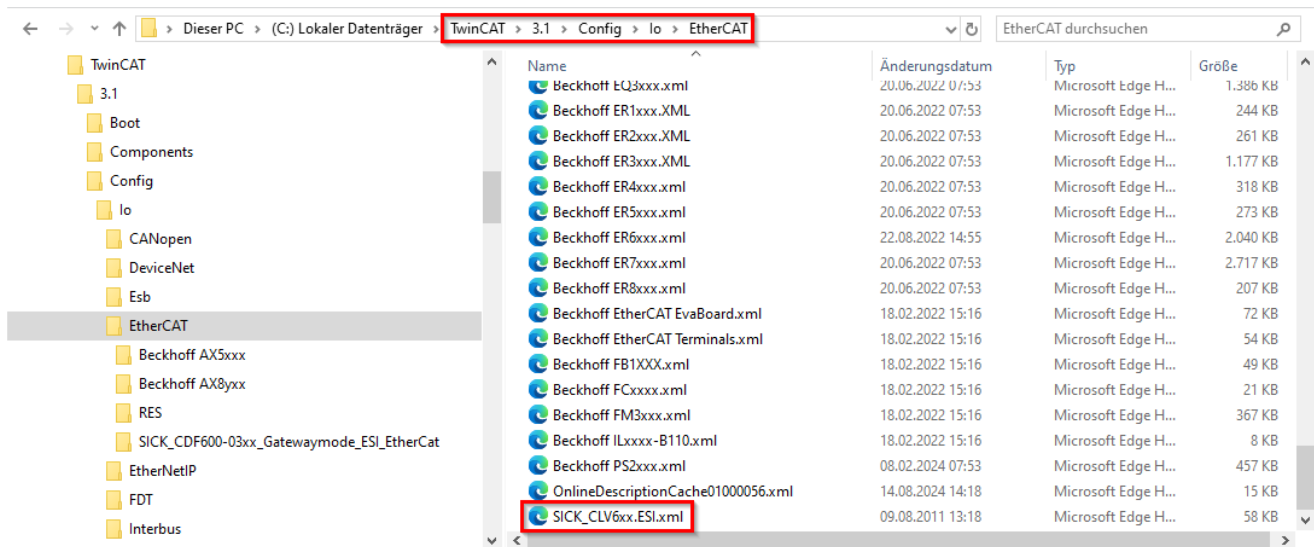 Dieser PC > (C:) Lokaler Datenträger > TwinCAT > 3.1 > Config > Io > EtherCAT
EtherCAT durchsuchen
TwinCAT
3.1
Boot
Components
Config
Io
CANopen
DeviceNet
Esb
EtherCAT
Beckhoff AX5xxx
Beckhoff AX8yxx
RES
SICK_CDF600-03xx_Gatewaymode_ESI_EtherCat
EtherNetIP
FDT
Interbus
Name Änderungsdatum Typ Größe
Beckhoff EQ3xxx.xml 20.06.2022 07:53 Microsoft Edge H... 1.386 KB
Beckhoff ER1xxx.XML 20.06.2022 07:53 Microsoft Edge H... 244 KB
Beckhoff ER2xxx.XML 20.06.2022 07:53 Microsoft Edge H... 261 KB
Beckhoff ER3xxx.XML 20.06.2022 07:53 Microsoft Edge H... 1.177 KB
Beckhoff ER4xxx.xml 20.06.2022 07:53 Microsoft Edge H... 318 KB
Beckhoff ER5xxx.xml 20.06.2022 07:53 Microsoft Edge H... 273 KB
Beckhoff ER6xxx.xml 22.08.2022 14:55 Microsoft Edge H... 2.040 KB
Beckhoff ER7xxx.xml 20.06.2022 07:53 Microsoft Edge H... 2.717 KB
Beckhoff ER8xxx.xml 20.06.2022 07:53 Microsoft Edge H... 207 KB
Beckhoff EtherCAT EvaBoard.xml 18.02.2022 15:16 Microsoft Edge H... 72 KB
Beckhoff EtherCAT Terminals.xml 18.02.2022 15:16 Microsoft Edge H... 54 KB
Beckhoff FB1XXX.xml 18.02.2022 15:16 Microsoft Edge H... 49 KB
Beckhoff FCxxxx.xml 18.02.2022 15:16 Microsoft Edge H... 21 KB
Beckhoff FM3xxx.xml 18.02.2022 15:16 Microsoft Edge H... 367 KB
Beckhoff ILxxxx-B110.xml 18.02.2022 15:16 Microsoft Edge H... 8 KB
Beckhoff PS2xxx.xml 08.02.2024 07:53 Microsoft Edge H... 457 KB
OnlineDescriptionCache01000056.xml 14.08.2024 14:18 Microsoft Edge H... 15 KB
SICK_CLV6xx.ESI.xml 09.08.2011 13:18 Microsoft Edge H... 58 KB